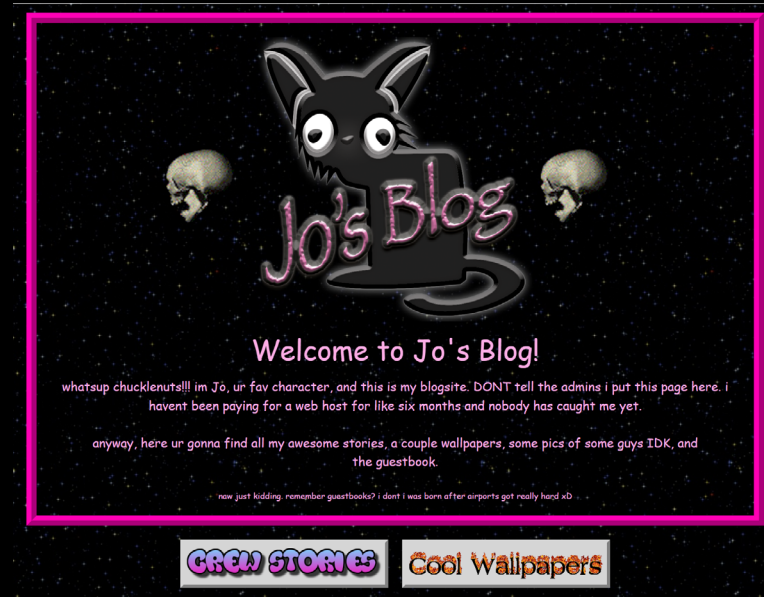 Jo's Blog
Welcome to Jo's Blog!
whatsup chucklenuts!!! im Jo, ur fav character, and this is my blogsite. DONT tell the admins i put this page here. i
havent been paying for a web host for like six months and nobody has caught me yet.
anyway, here ur gonna find all my awesome stories, a couple wallpapers, some pics of some guys IDK, and
the guestbook.
naw just kidding. remember guestbooks? i dont i was born after airports got really hard xD
CREW STORIES
Cool Wallpapers